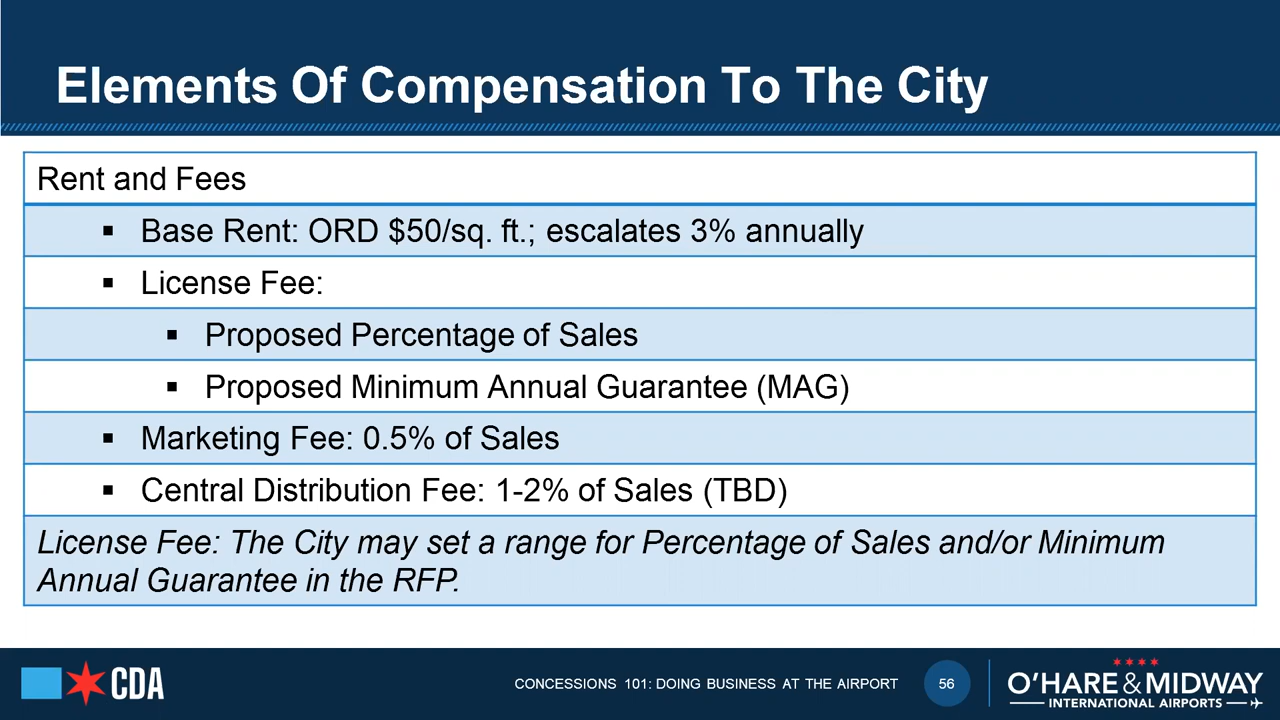 Elements Of Compensation To The City
Rent and Fees
▪ Base Rent: ORD $50/sq. ft.; escalates 3% annually
▪ License Fee:
▪ Proposed Percentage of Sales
▪ Proposed Minimum Annual Guarantee (MAG)
▪ Marketing Fee: 0.5% of Sales
▪ Central Distribution Fee: 1-2% of Sales (TBD)
License Fee: The City may set a range for Percentage of Sales and/or Minimum
Annual Guarantee in the RFP.
CDA
CONCESSIONS 101: DOING BUSINESS AT THE AIRPORT
56
O'HARE & MIDWAY
INTERNATIONAL AIRPORTS